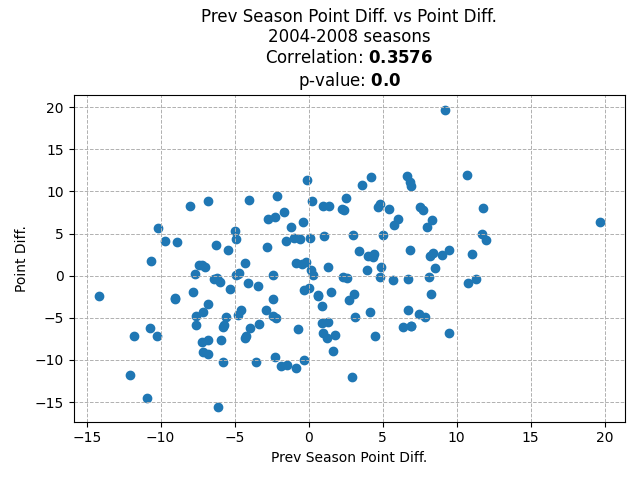 Prev Season Point Diff. vs Point Diff.
2004-2008 seasons
Correlation: 0.3576
p-value: 0.0
20
15
10
5
0
−5
−10
−15
Point Diff.
−15 −10 −5 0 5 10 15 20
Prev Season Point Diff.